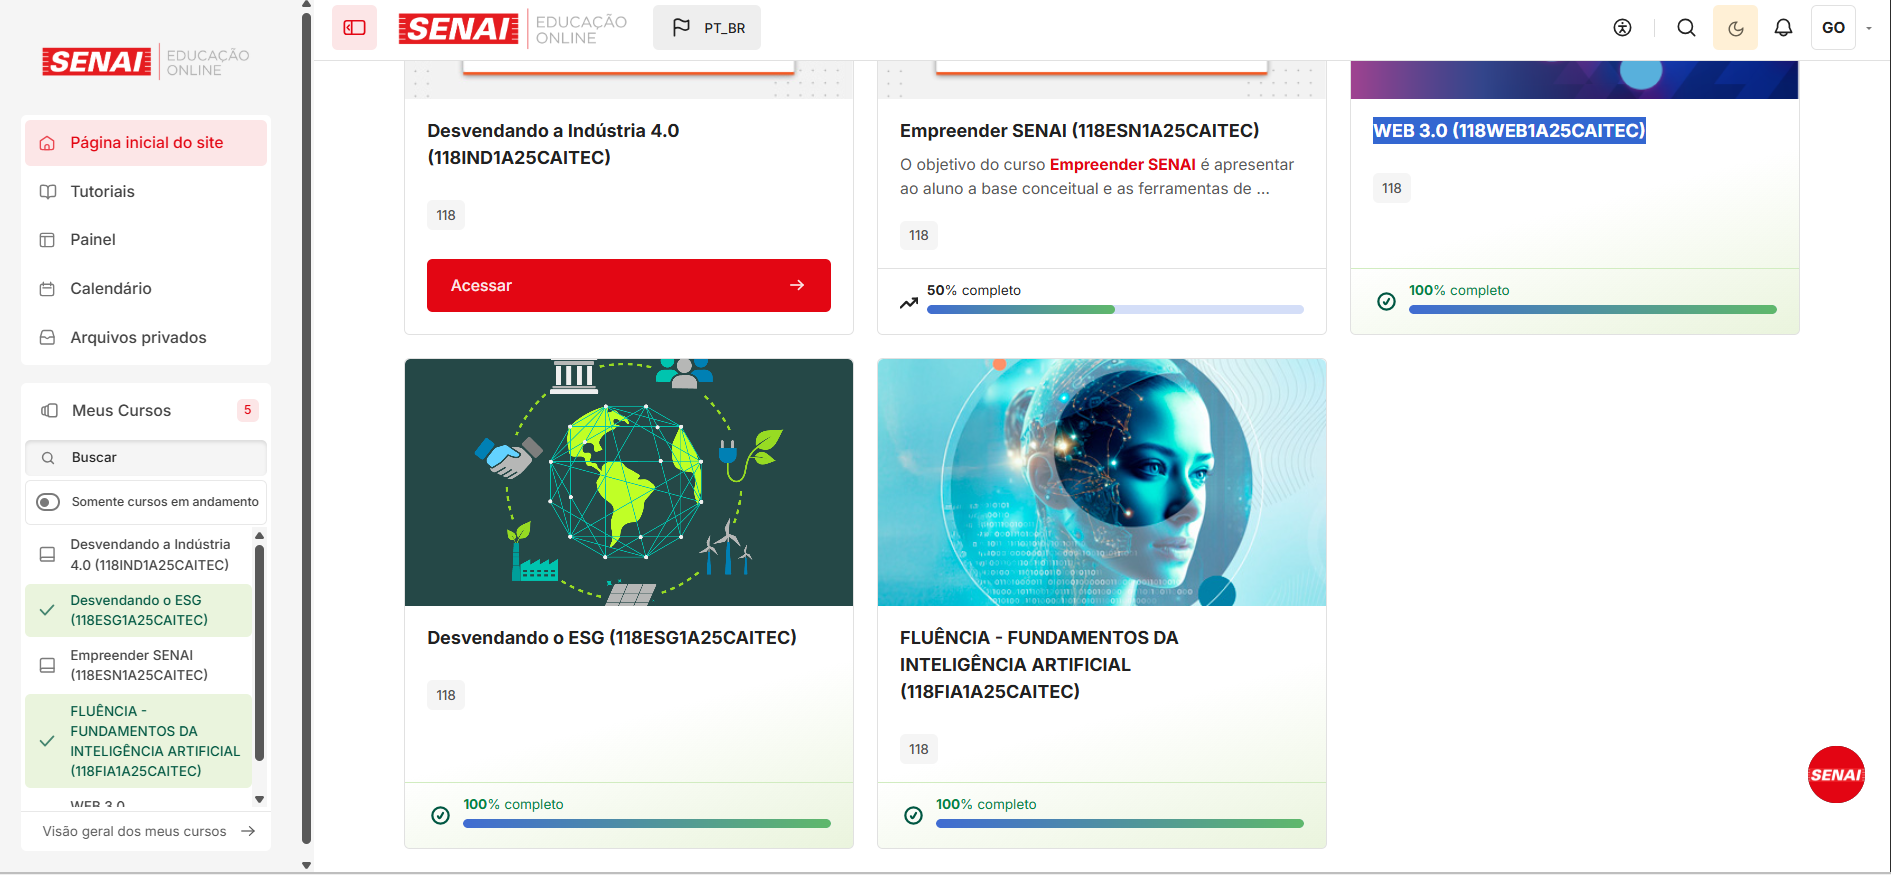 SENAI EDUCAÇÃO
ONLINE
Página inicial do site
Tutoriais
Painel
Calendário
Arquivos privados
Meus Cursos 5
Buscar
Somente cursos em andamento
Desvendando a Indústria
4.0 (118IND1A25CAITEC)
Desvendando o ESG
(118ESG1A25CAITEC)
Empreender SENAI
(118ESN1A25CAITEC)
FLUÊNCIA -
FUNDAMENTOS DA
INTELIGÊNCIA ARTIFICIAL
(118FIA1A25CAITEC)
WEB 3.0
Visão geral dos meus cursos
SENAI EDUCAÇÃO
ONLINE
PT_BR
GO
Desvendando a Indústria 4.0
(118IND1A25CAITEC)
118
Acessar
Empreender SENAI (118ESN1A25CAITEC)
O objetivo do curso Empreender SENAI é apresentar
ao aluno a base conceitual e as ferramentas de ...
118
50% completo
WEB 3.0 (118WEB1A25CAITEC)
118
100% completo
Desvendando o ESG (118ESG1A25CAITEC)
118
100% completo
FLUÊNCIA - FUNDAMENTOS DA
INTELIGÊNCIA ARTIFICIAL
(118FIA1A25CAITEC)
118
100% completo
SENAI